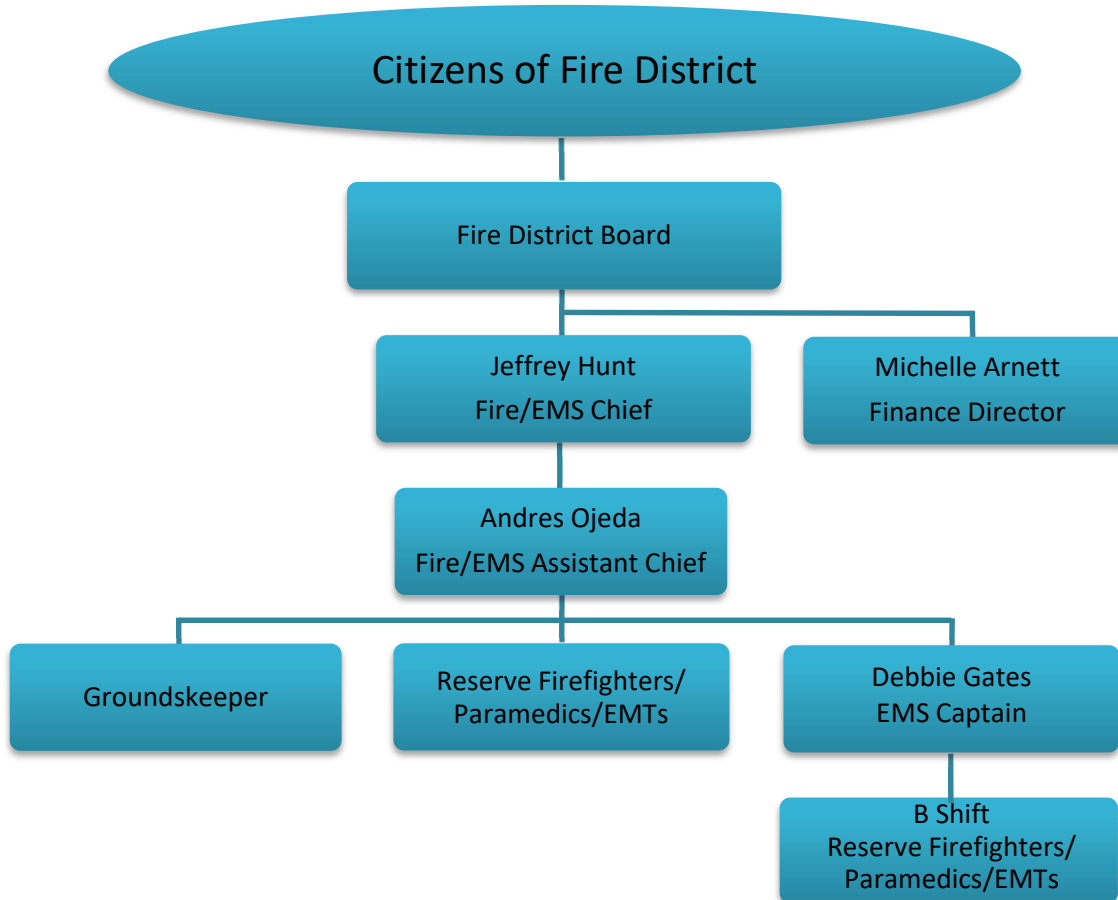 Citizens of Fire District
Fire District Board
Jeffrey Hunt
Fire/EMS Chief
Michelle Arnett
Finance Director
Andres Ojeda
Fire/EMS Assistant Chief
Groundskeeper
Reserve Firefighters/
Paramedics/EMTs
Debbie Gates
EMS Captain
B Shift
Reserve Firefighters/
Paramedics/EMTs